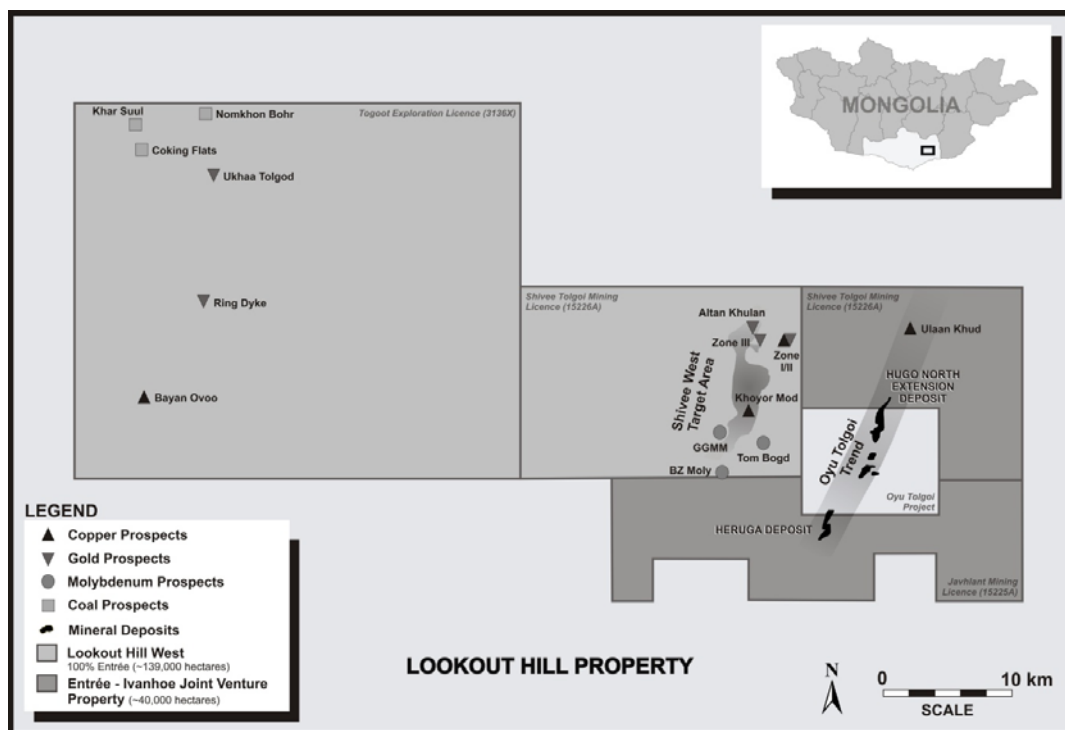 MONGOLIA
Khar Suul
Nomkhon Bohr
Togoot Exploration Licence (3136X)
Coking Flats
Ukhaa Tolgod
Ring Dyke
Bayan Ovoo
Shivee Tolgoi Mining
Licence (15226A)
Altan Khulan
Zone III
Zone
I/II
Shivee West
Target Area
Khoyor Mod
GGMM
Tom Bogd
BZ Moly
Shivee Tolgoi Mining
Licence (15226A)
Ulaan Khud
HUGO NORTH
EXTENSION
DEPOSIT
Oyu Tolgoi
Trend
Oyu Tolgoi
Project
HERUGA DEPOSIT
Javhlant Mining
Licence (15225A)
LEGEND
Copper Prospects
Gold Prospects
Molybdenum Prospects
Coal Prospects
Mineral Deposits
Lookout Hill West
100% Entrée (~139,000 hectares)
Entrée - Ivanhoe Joint Venture
Property (~40,000 hectares)
LOOKOUT HILL PROPERTY
N
0 10 km
SCALE